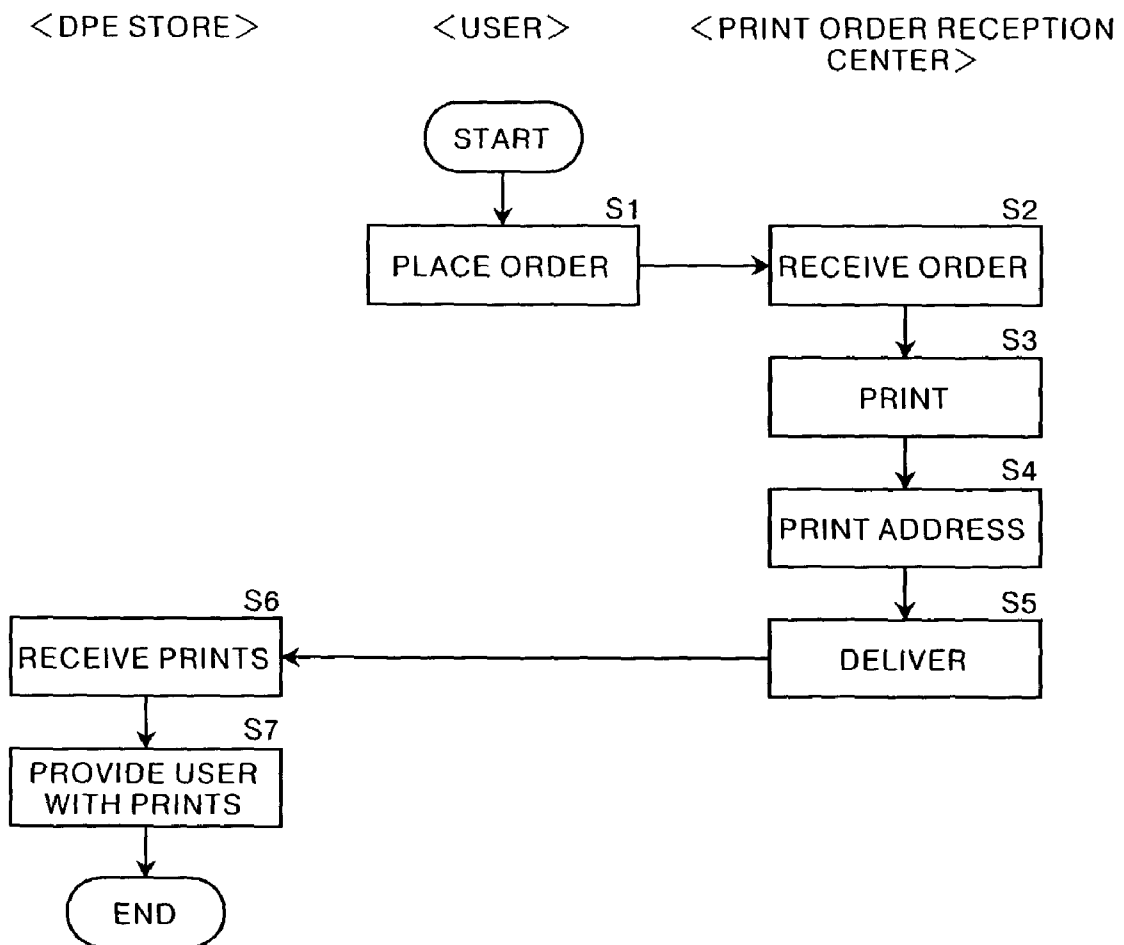 <DPE STORE>
<USER>
<PRINT ORDER RECEPTION
CENTER>
START
S1
PLACE ORDER
S2
RECEIVE ORDER
S3
PRINT
S4
PRINT ADDRESS
S5
DELIVER
S6
RECEIVE PRINTS
S7
PROVIDE USER
WITH PRINTS
END